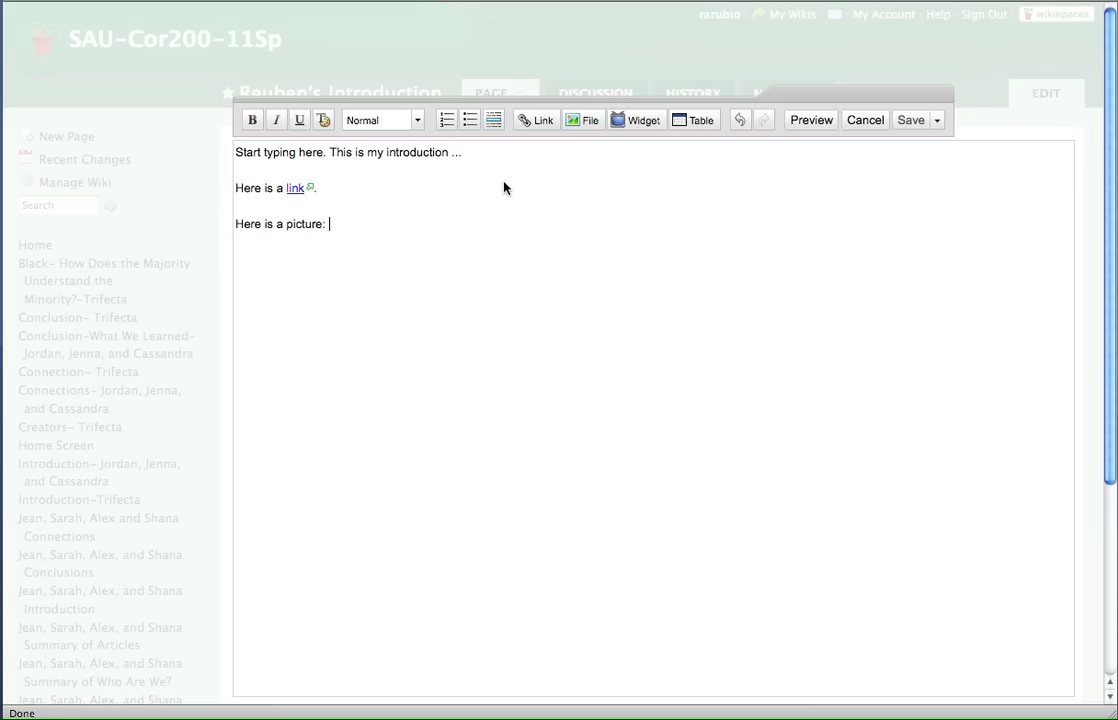 rarubio · My Wikis · My Account · Help · Sign Out · wikispaces
SAU-Cor200-11Sp
Reuben's Introduction PAGE DISCUSSION HISTORY EDIT
B I U Normal Link File Widget Table Preview Cancel Save
New Page
Recent Changes
Manage Wiki
Search
Start typing here. This is my introduction ...
Here is a link.
Here is a picture:
Home
Black- How Does the Majority
Understand the
Minority?-Trifecta
Conclusion- Trifecta
Conclusion-What We Learned-
Jordan, Jenna, and Cassandra
Connection- Trifecta
Connections- Jordan, Jenna,
and Cassandra
Creators- Trifecta
Home Screen
Introduction- Jordan, Jenna,
and Cassandra
Introduction-Trifecta
Jean, Sarah, Alex and Shana
Connections
Jean, Sarah, Alex, and Shana
Conclusions
Jean, Sarah, Alex, and Shana
introduction
Jean, Sarah, Alex, and Shana
Summary of Articles
Jean, Sarah, Alex, and Shana
Summary of Who Are We?
Jean, Sarah, Alex, and Shana
Done